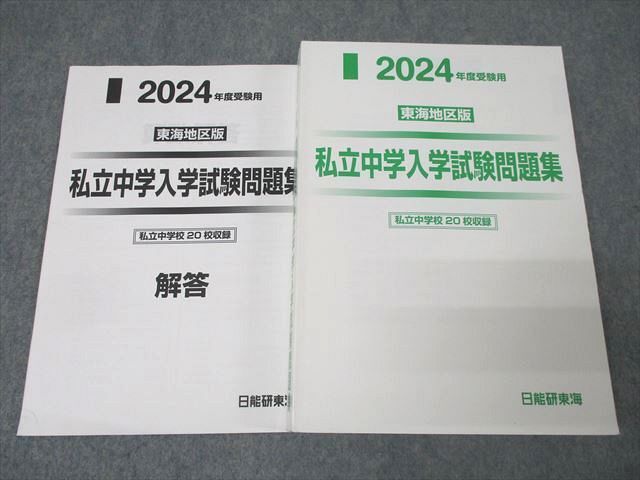 2024年度受験用
東海地区版
私立中学入学試験問題集
私立中学校 20 校収録
解答
日能研東海
2024年度受験用
東海地区版
私立中学入学試験問題集
私立中学校 20 校収録
日能研東海